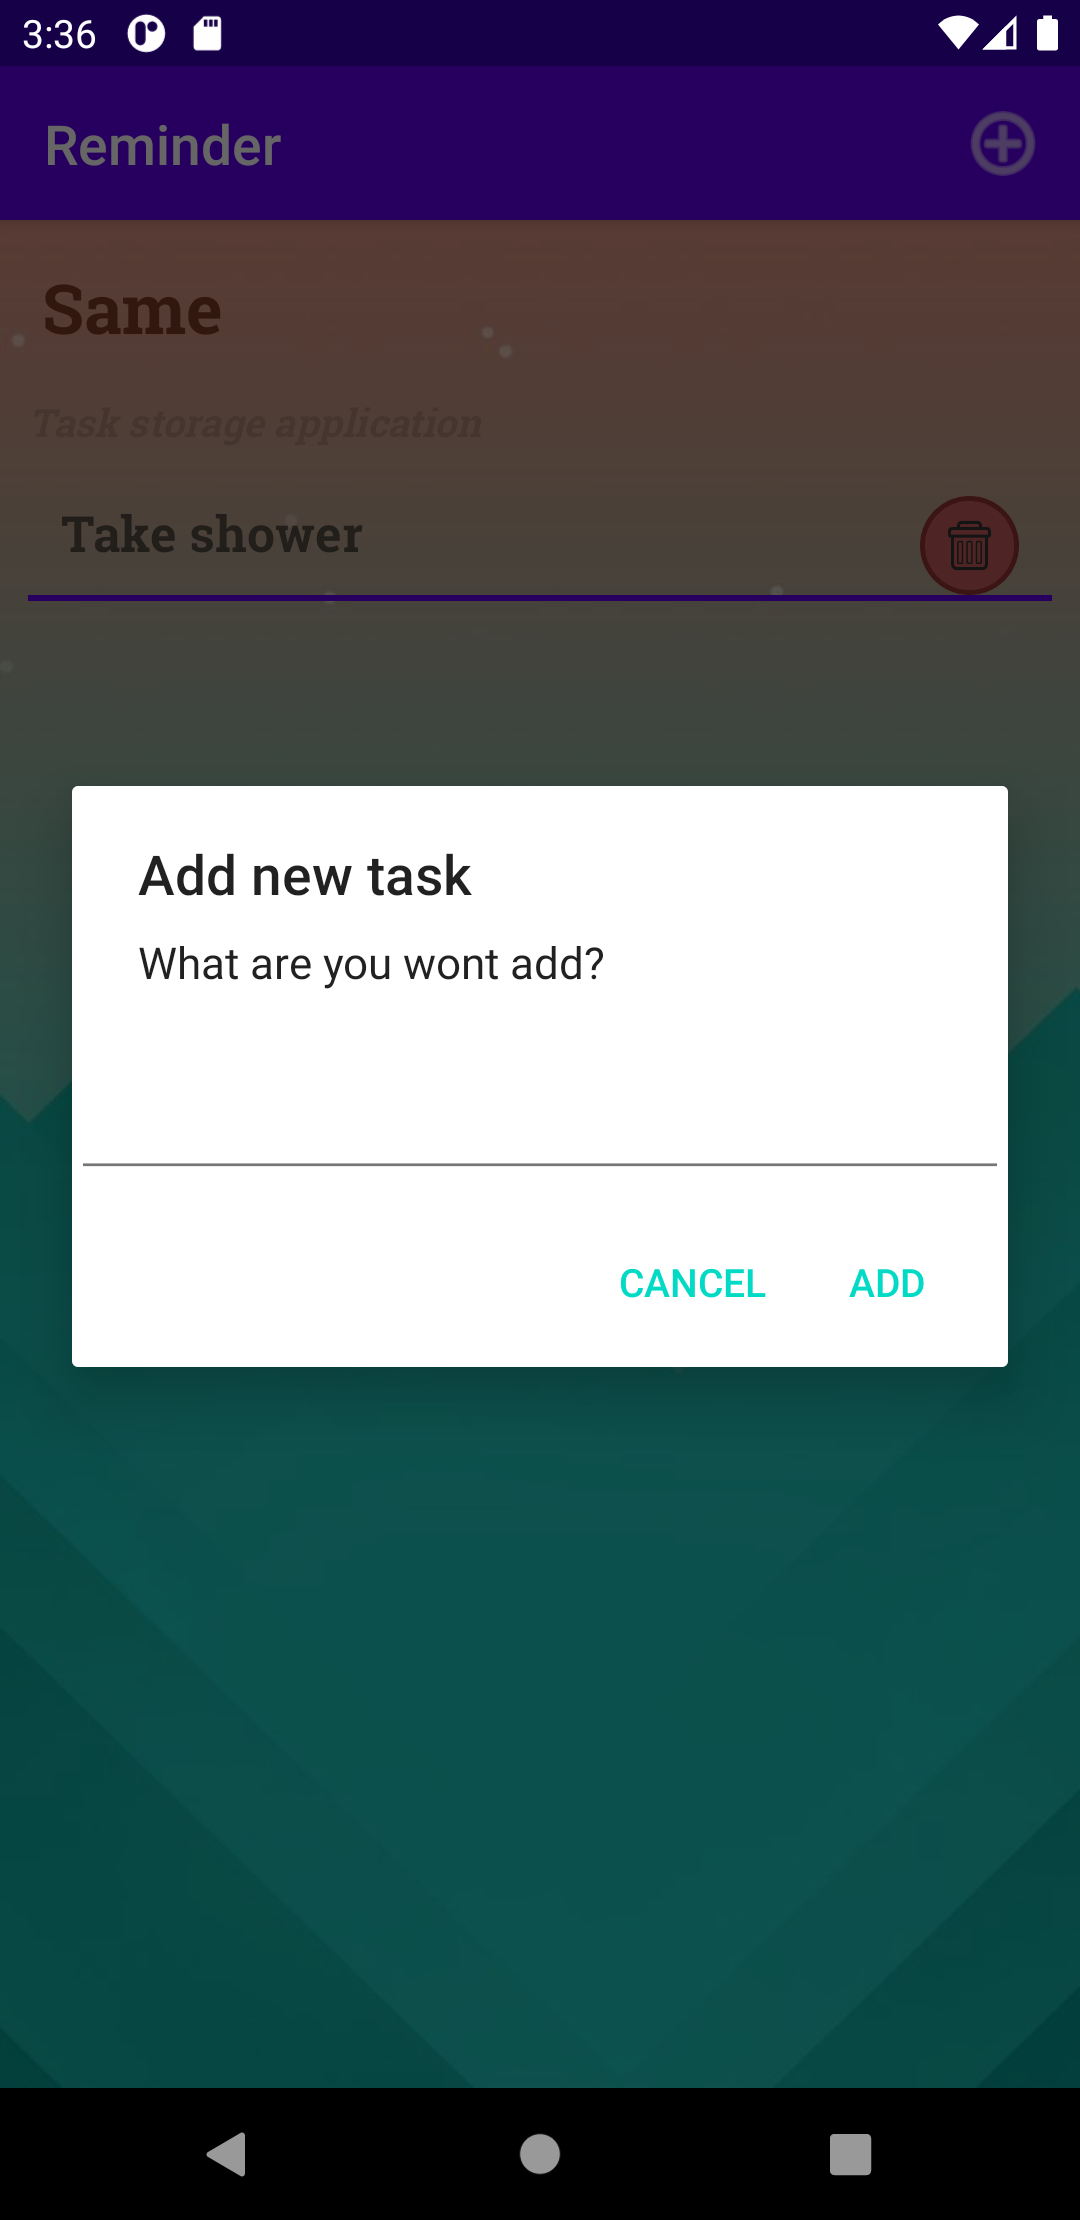 3:36
Reminder
Same
Task storage application
Take shower
Add new task
What are you wont add?
CANCEL ADD